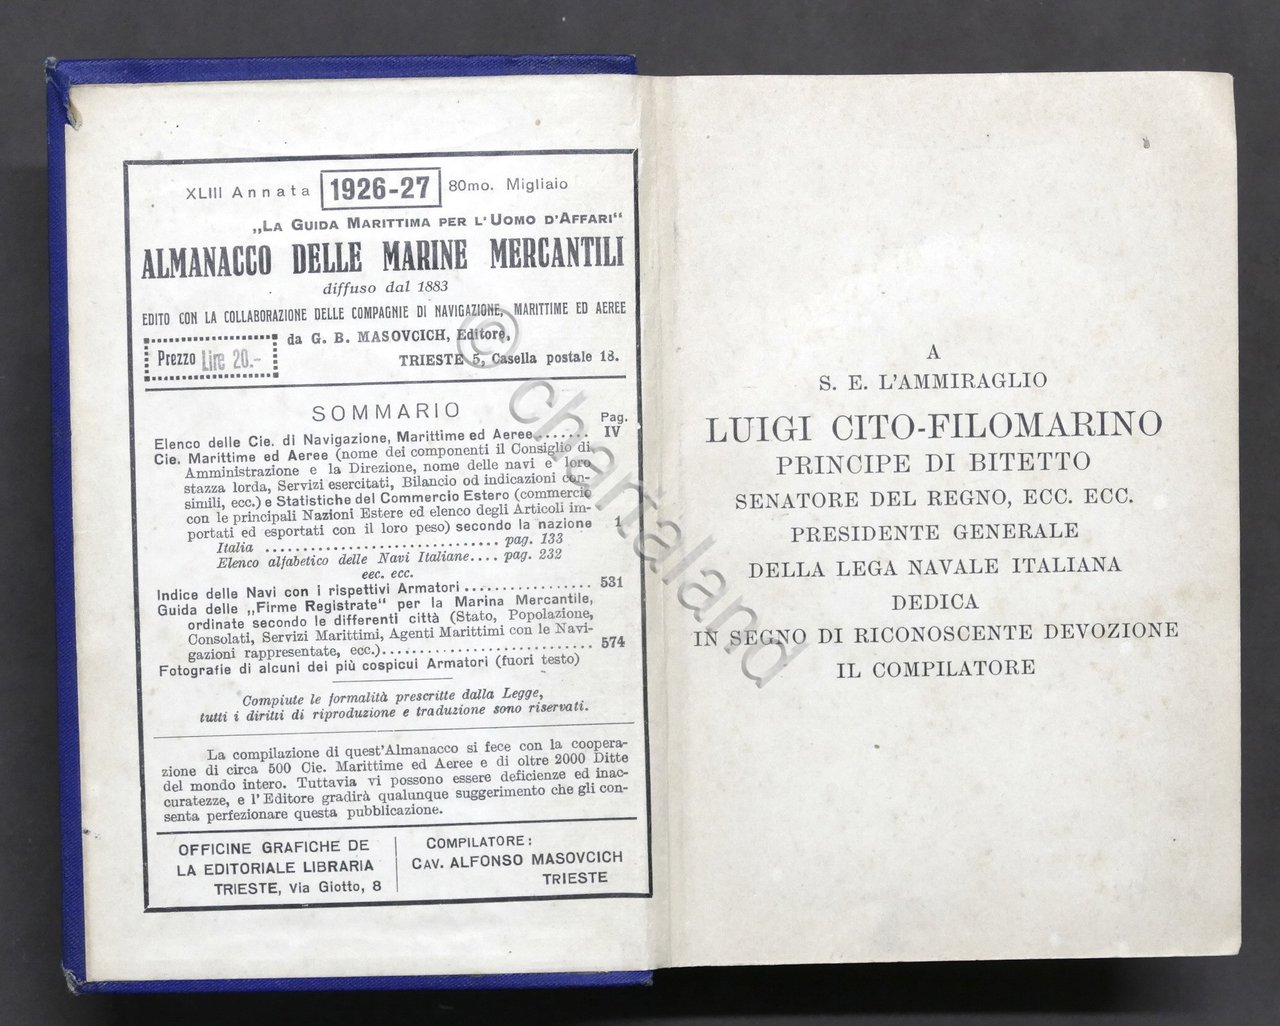 XLIII Annata 1926-27 80mo. Migliaio
„La Guida Marittima per l'Uomo d'Affari“
ALMANACCO DELLE MARINE MERCANTILI
diffuso dal 1883
EDITO CON LA COLLABORAZIONE DELLE COMPAGNIE DI NAVIGAZIONE, MARITTIME ED AEREE
da G. B. MASOVCICH, Editore,
Prezzo Lire 20.-
TRIESTE 5, Casella postale 18.
SOMMARIO
Pag.
Elenco delle Cie. di Navigazione, Marittime ed Aeree....... IV
Cie. Marittime ed Aeree (nome dei componenti il Consiglio di
Amministrazione e la Direzione, nome delle navi e loro
stazza lorda, Servizi esercitati, Bilancio od indicazioni con-
simili, ecc.) e Statistiche del Commercio Estero (commercio
con le principali Nazioni Estere ed elenco degli Articoli im-
portati ed esportati con il loro peso) secondo la nazione 1
Italia ................................ pag. 133
Elenco alfabetico delle Navi Italiane.... pag. 232
eec. ecc.
Indice delle Navi con i rispettivi Armatori ................ 531
Guida delle „Firme Registrate“ per la Marina Mercantile,
ordinate secondo le differenti città (Stato, Popolazione,
Consolati, Servizi Marittimi, Agenti Marittimi con le Navi-
gazioni rappresentate, ecc.)........................... 574
Fotografie di alcuni dei più cospicui Armatori (fuori testo)
Compiute le formalità prescritte dalla Legge,
tutti i diritti di riproduzione e traduzione sono riservati.
La compilazione di quest'Almanacco si fece con la coopera-
zione di circa 500 Cie. Marittime ed Aeree e di oltre 2000 Ditte
del mondo intero. Tuttavia vi possono essere deficienze ed inac-
curatezze, e l'Editore gradirà qualunque suggerimento che gli con-
senta perfezionare questa pubblicazione.
OFFICINE GRAFICHE DE
LA EDITORIALE LIBRARIA
TRIESTE, Via Giotto, 8
COMPILATORE:
CAV. ALFONSO MASOVCICH
TRIESTE
A
S. E. L'AMMIRAGLIO
LUIGI CITO-FILOMARINO
PRINCIPE DI BITETTO
SENATORE DEL REGNO, ECC. ECC.
PRESIDENTE GENERALE
DELLA LEGA NAVALE ITALIANA
DEDICA
IN SEGNO DI RICONOSCENTE DEVOZIONE
IL COMPILATORE
© chartaland